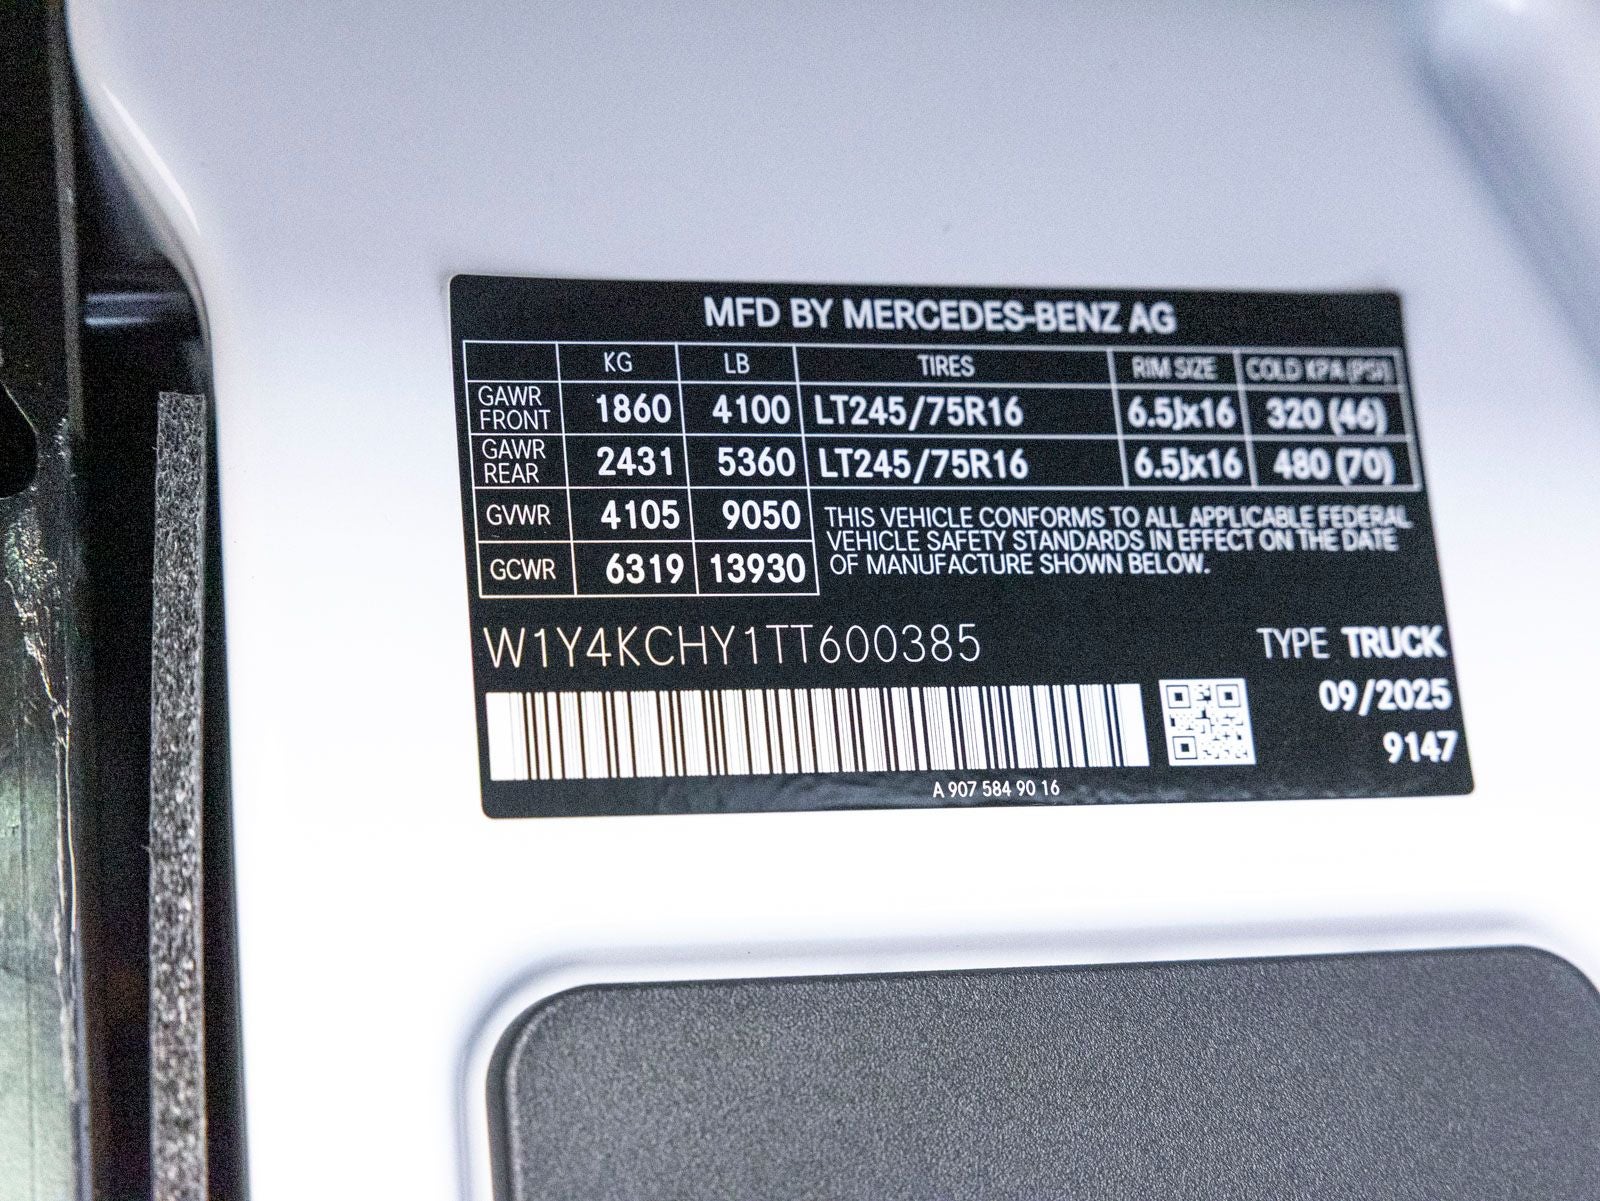 MFD BY MERCEDES-BENZ AG
KG LB TIRES RIM SIZE COLD KPA (PSI)
GAWR FRONT 1860 4100 LT245/75R16 6.5Jx16 320 (46)
GAWR REAR 2431 5360 LT245/75R16 6.5Jx16 480 (70)
GVWR 4105 9050
GCWR 6319 13930
THIS VEHICLE CONFORMS TO ALL APPLICABLE FEDERAL
VEHICLE SAFETY STANDARDS IN EFFECT ON THE DATE
OF MANUFACTURE SHOWN BELOW.
W1Y4KCHY1TT600385 TYPE TRUCK
09/2025
9147
A 907 584 90 16